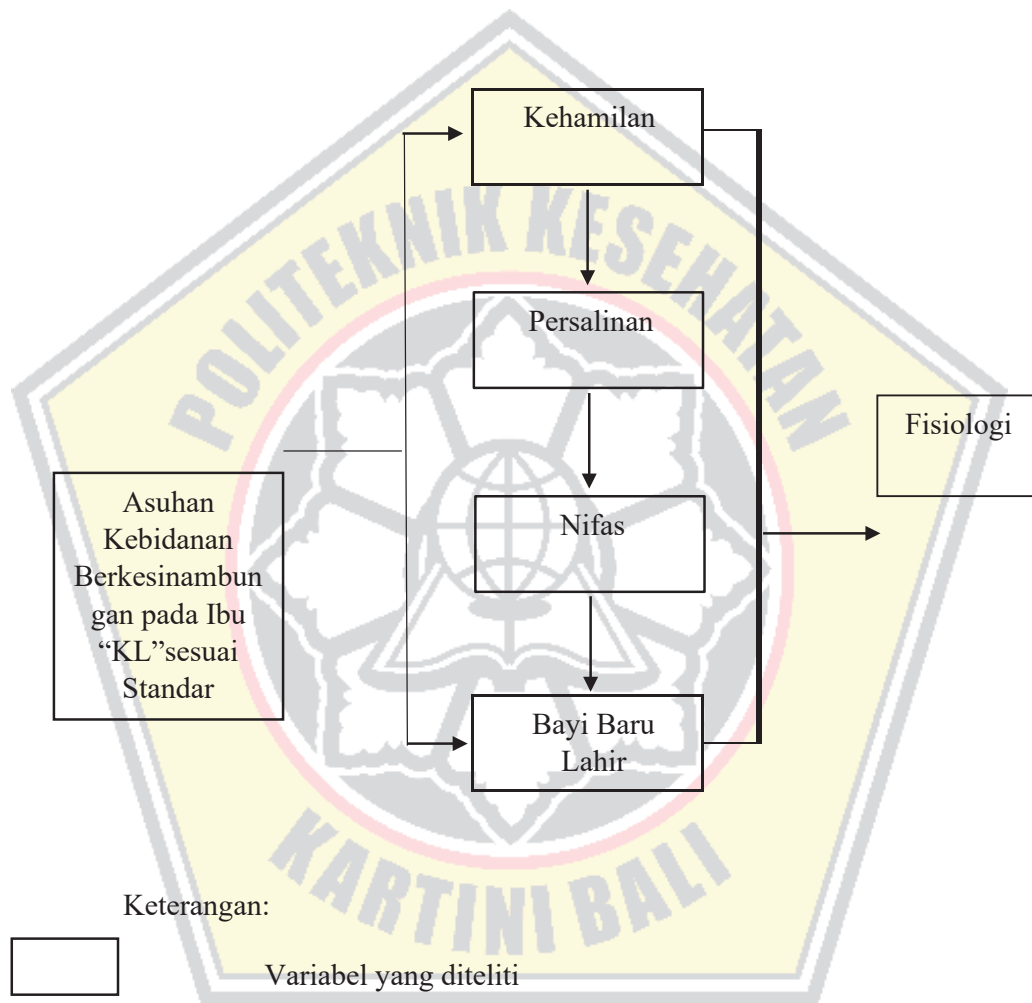 Kehamilan
POLITEKNIK KESEHATAN
Persalinan
Fisiologi
Asuhan
Kebidanan
Berkesinambun
gan pada Ibu
“KL”sesuai
Standar
Nifas
Bayi Baru
Lahir
KARTINI BALI
Keterangan:
Variabel yang diteliti